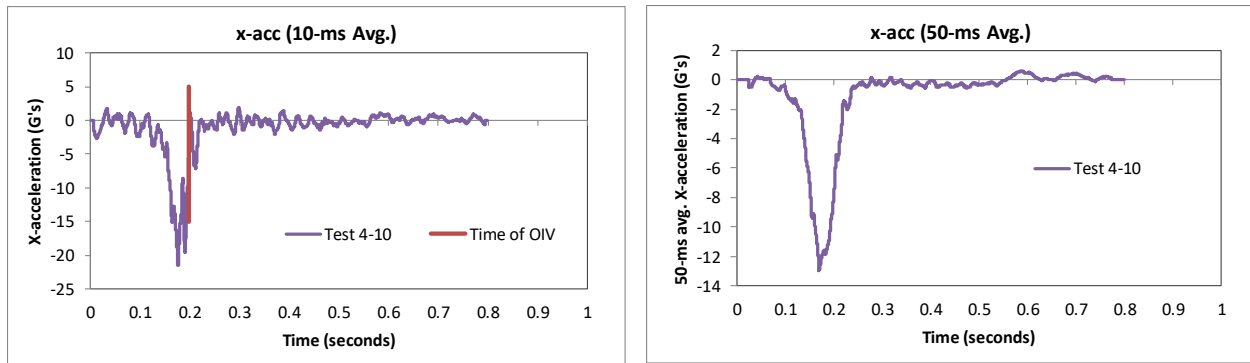 x-acc (10-ms Avg.)
X-acceleration (G's)
10
5
0
-5
-10
-15
-20
-25
0 0.1 0.2 0.3 0.4 0.5 0.6 0.7 0.8 0.9 1
Time (seconds)
Test 4-10 Time of OIV
x-acc (50-ms Avg.)
50-ms avg. X-acceleration (G's)
2
0
-2
-4
-6
-8
-10
-12
-14
0 0.1 0.2 0.3 0.4 0.5 0.6 0.7 0.8 0.9 1
Time (seconds)
Test 4-10